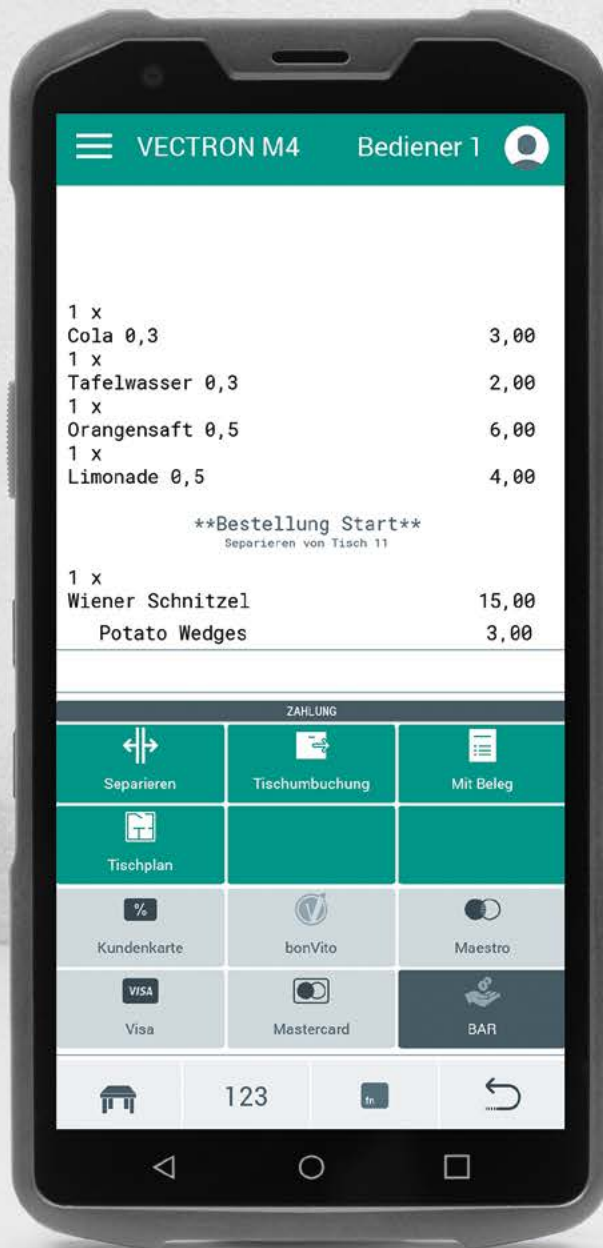 VECTRON M4 Bediener 1
1 x
Cola 0,3 3,00
1 x
Tafelwasser 0,3 2,00
1 x
Orangensaft 0,5 6,00
1 x
Limonade 0,5 4,00
**Bestellung Start**
Separieren von Tisch 11
1 x
Wiener Schnitzel 15,00
Potato Wedges 3,00
ZAHLUNG
Separieren Tischumbuchung Mit Beleg
Tischplan
%
Kundenkarte bonVito Maestro
VISA
Visa Mastercard BAR
123 fn